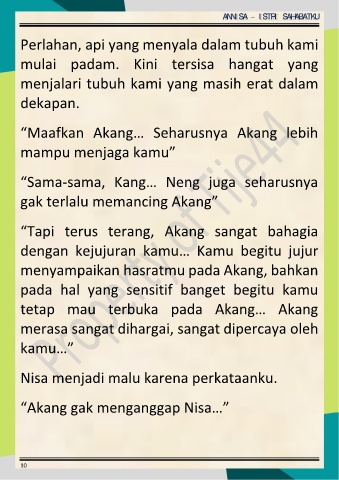 ANNISA – ISTRI SAHABATKU
Perlahan, api yang menyala dalam tubuh kami
mulai padam. Kini tersisa hangat yang
menjalari tubuh kami yang masih erat dalam
dekapan.
“Maafkan Akang… Seharusnya Akang lebih
mampu menjaga kamu”
“Sama-sama, Kang… Neng juga seharusnya
gak terlalu memancing Akang”
“Tapi terus terang, Akang sangat bahagia
dengan kejujuran kamu… Kamu begitu jujur
menyampaikan hasratmu pada Akang, bahkan
pada hal yang sensitif banget begitu kamu
tetap mau terbuka pada Akang… Akang
merasa sangat dihargai, sangat dipercaya oleh
kamu…”
Nisa menjadi malu karena perkataanku.
“Akang gak menganggap Nisa…”
Property of Tije44
10